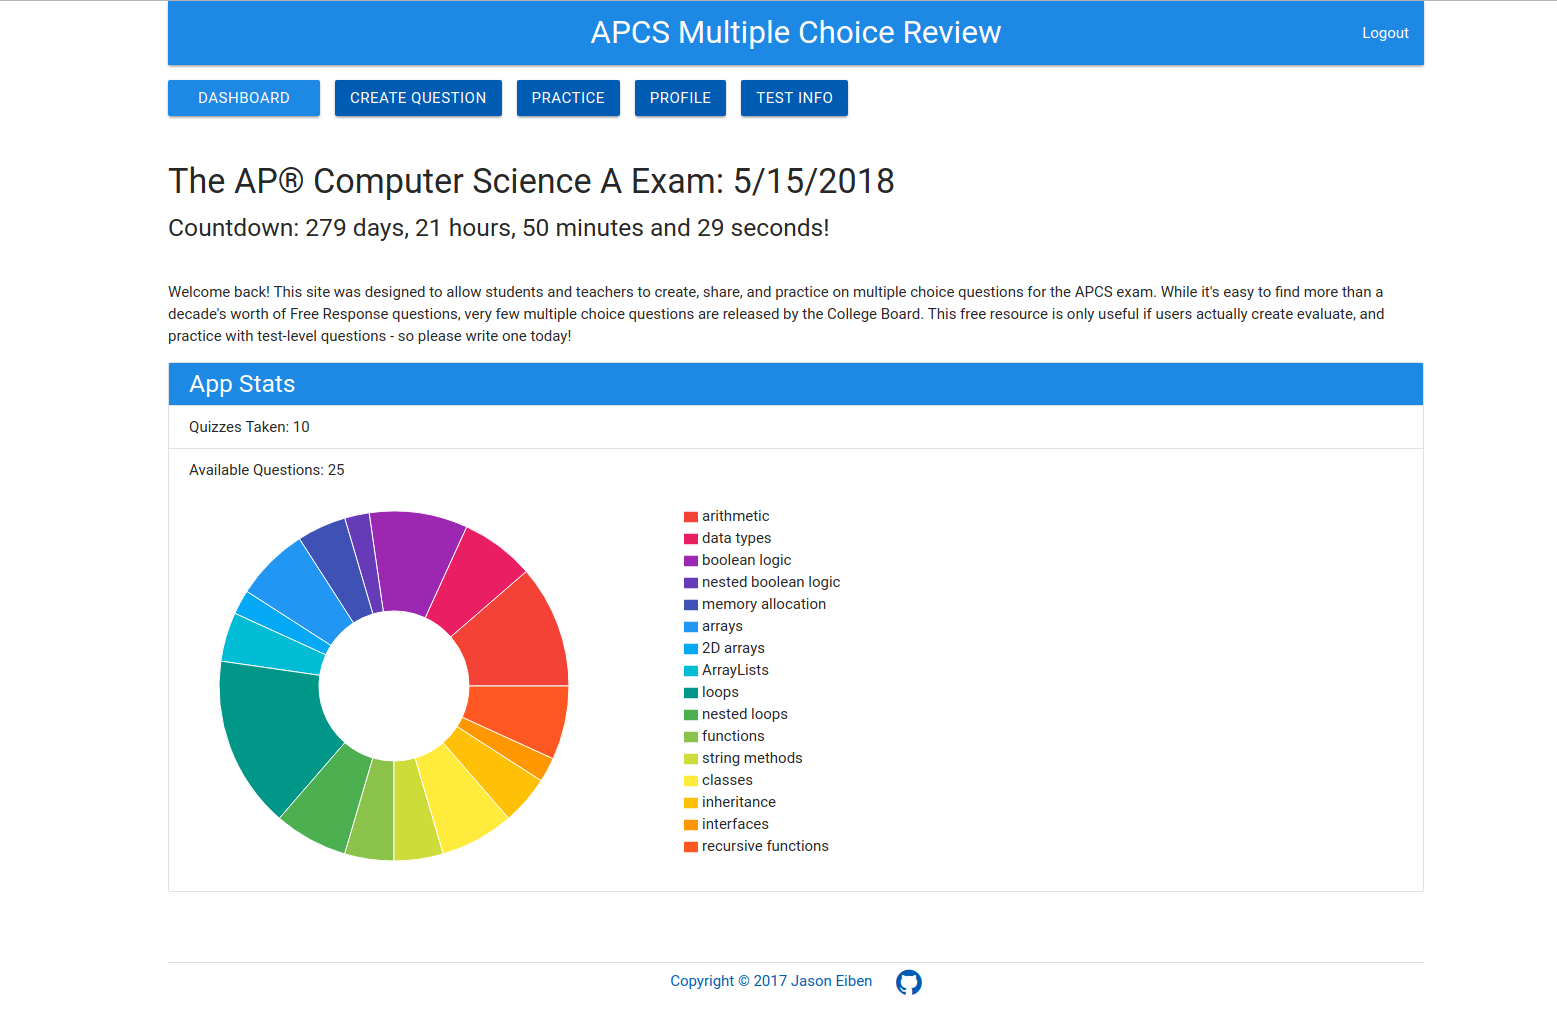 APCS Multiple Choice Review
Logout
DASHBOARD
CREATE QUESTION
PRACTICE
PROFILE
TEST INFO
The AP® Computer Science A Exam: 5/15/2018
Countdown: 279 days, 21 hours, 50 minutes and 29 seconds!
Welcome back! This site was designed to allow students and teachers to create, share, and practice on multiple choice questions for the APCS exam. While it's easy to find more than a
decade's worth of Free Response questions, very few multiple choice questions are released by the College Board. This free resource is only useful if users actually create evaluate, and
practice with test-level questions - so please write one today!
App Stats
Quizzes Taken: 10
Available Questions: 25
arithmetic
data types
boolean logic
nested boolean logic
memory allocation
arrays
2D arrays
ArrayLists
loops
nested loops
functions
string methods
classes
inheritance
interfaces
recursive functions
Copyright © 2017 Jason Eiben